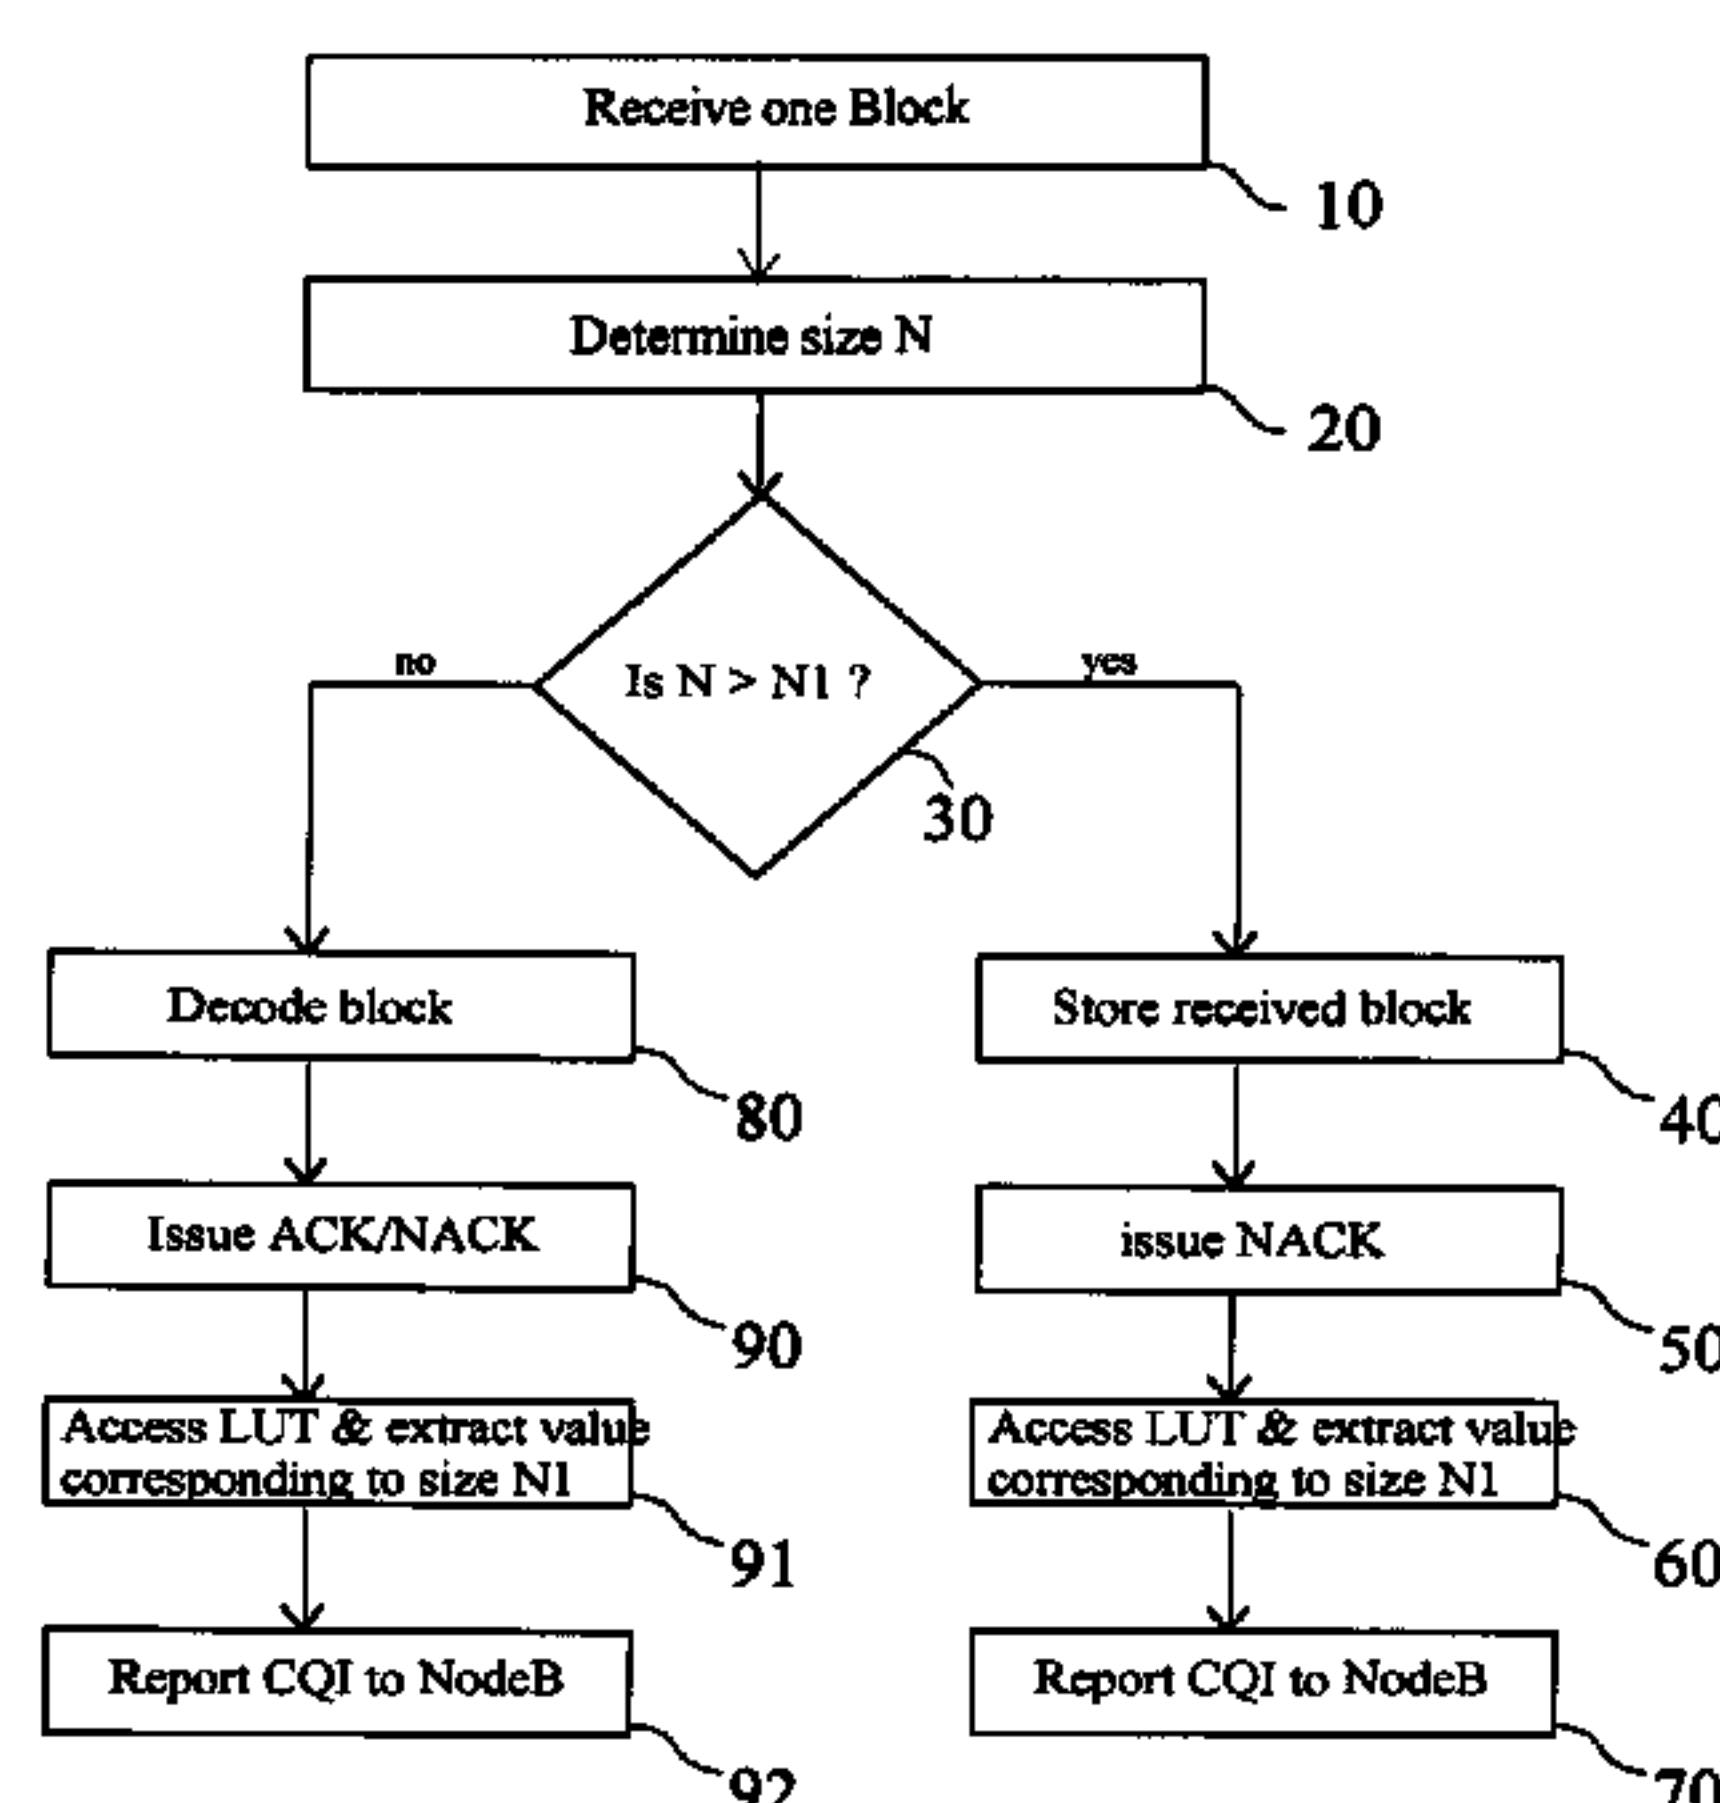 Receive one Block
10
Determine size N
20
Is N > N1 ?
no
yes
30
Decode block
80
Store received block
40
Issue ACK/NACK
90
issue NACK
50
Access LUT & extract value
corresponding to size N1
91
Access LUT & extract value
corresponding to size N1
60
Report CQI to NodeB
92
Report CQI to NodeB
70